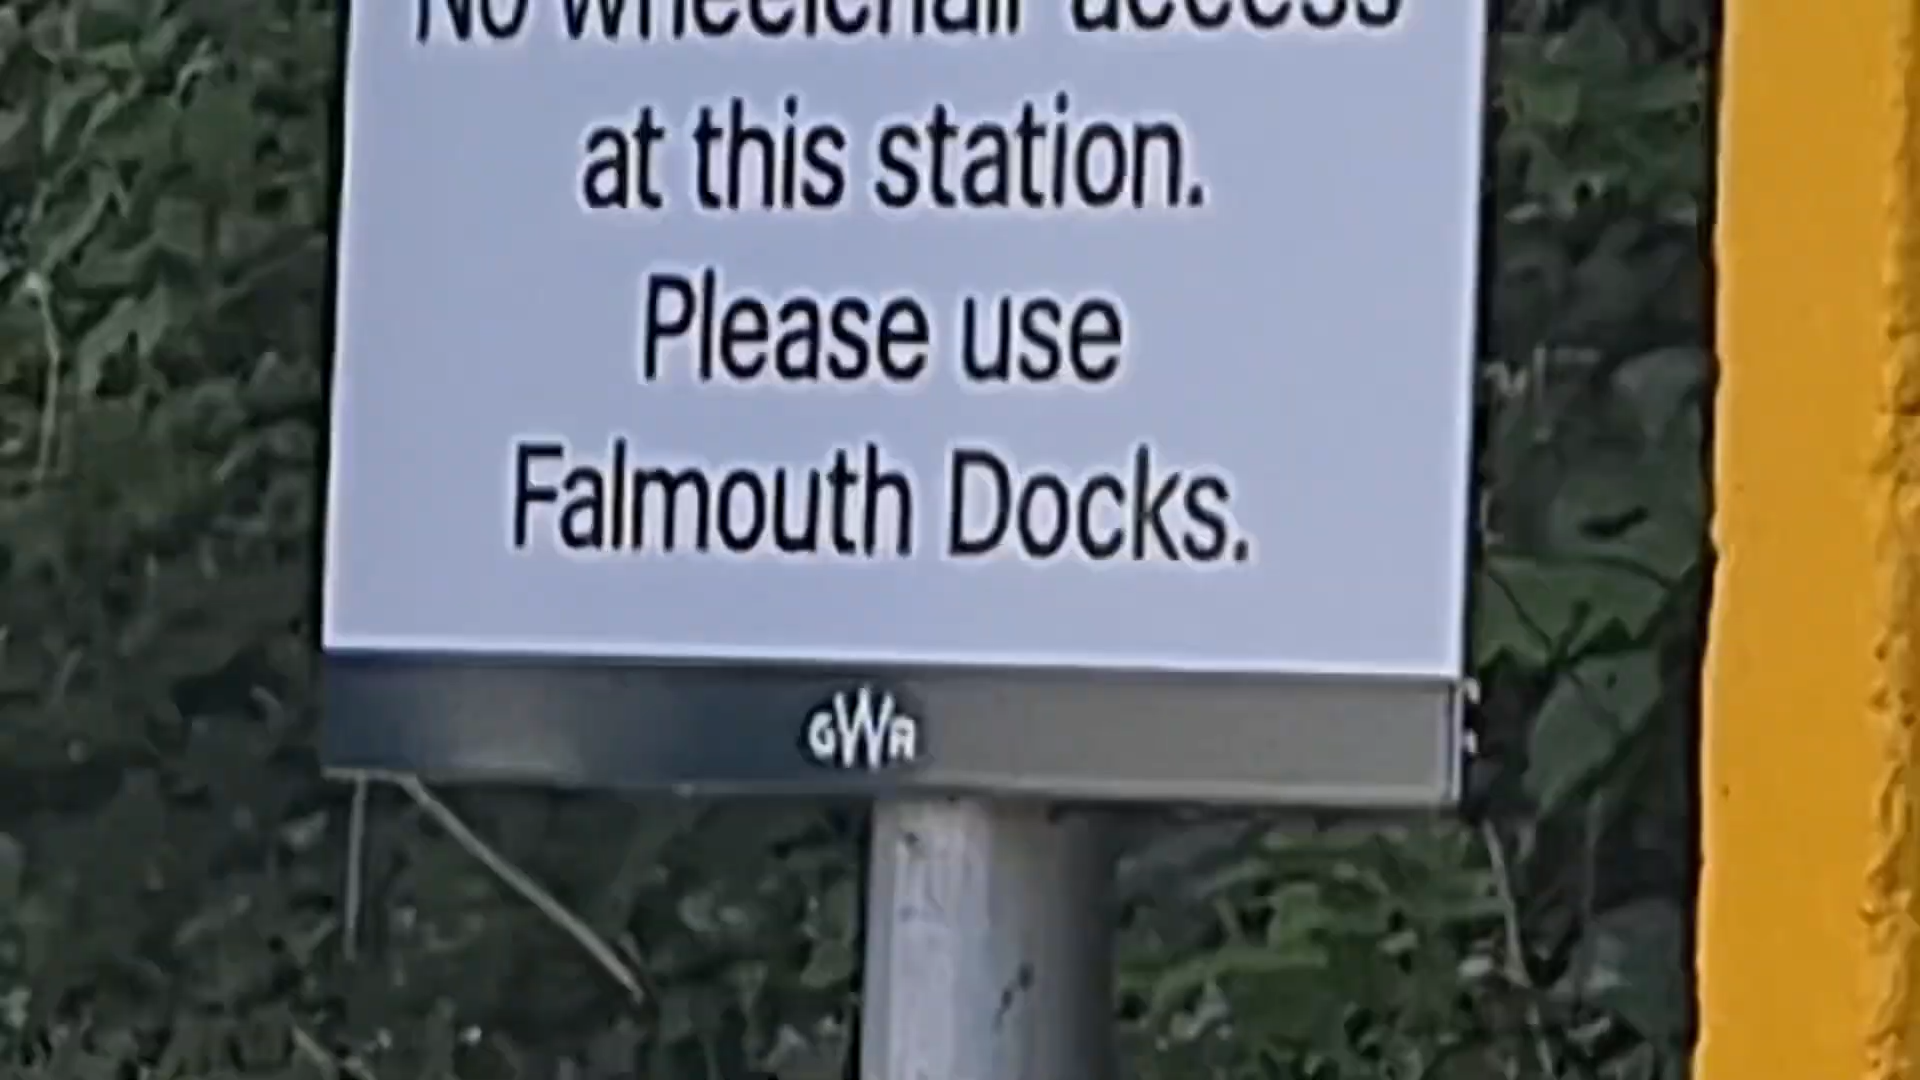 No wheelchair access
at this station.
Please use
Falmouth Docks.
GWR